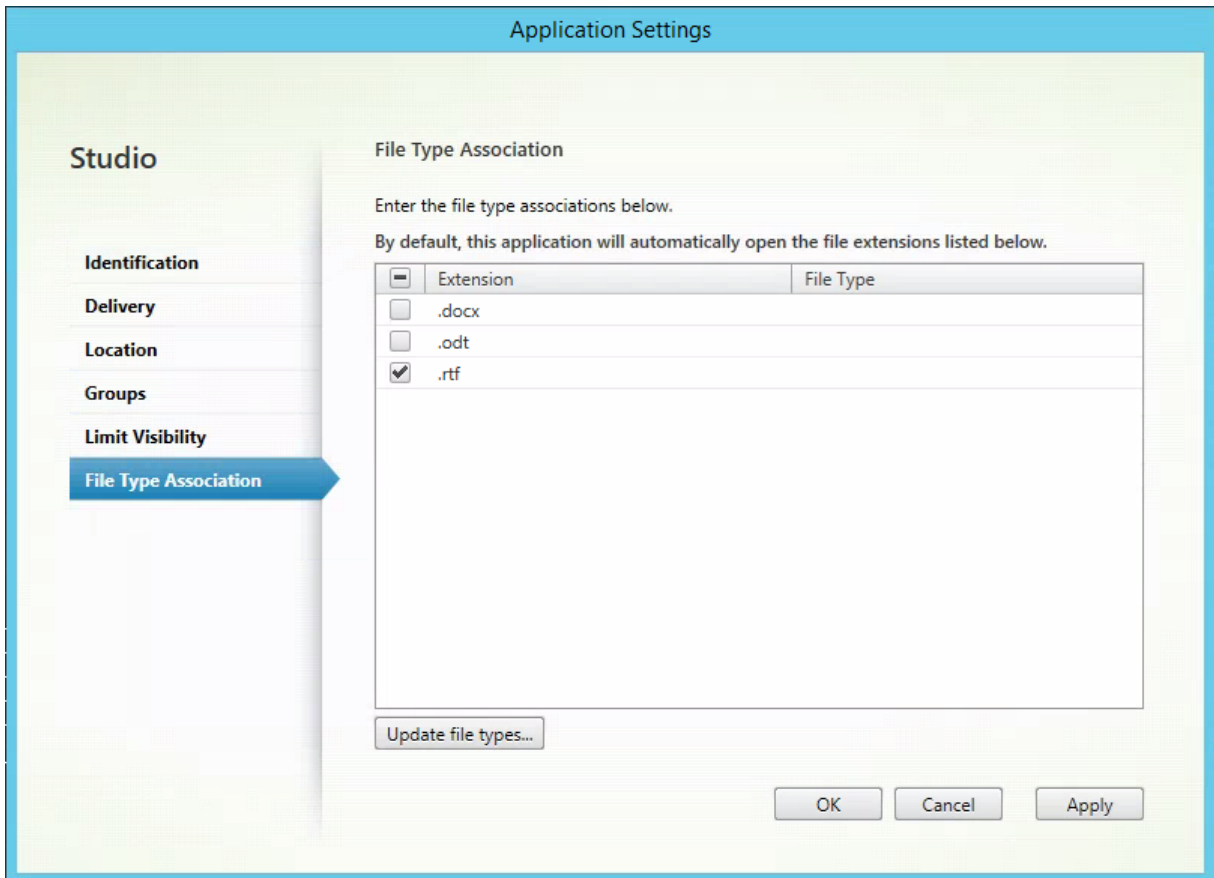 Application Settings
Studio
Identification
Delivery
Location
Groups
Limit Visibility
File Type Association
File Type Association
Enter the file type associations below.
By default, this application will automatically open the file extensions listed below.
Extension File Type
.docx
.odt
.rtf
Update file types...
OK Cancel Apply